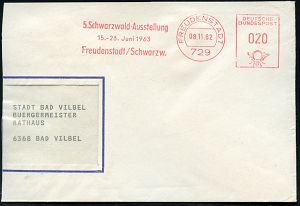 5. Schwarzwald-Ausstellung
15.-23. Juni 1963
Freudenstadt/Schwarzw.
FREUDENSTADT
08.11.62
729
DEUTSCHE
BUNDESPOST
020
STADT BAD VILBEL
BUERGERMEISTER
RATHAUS
6368 BAD VILBEL